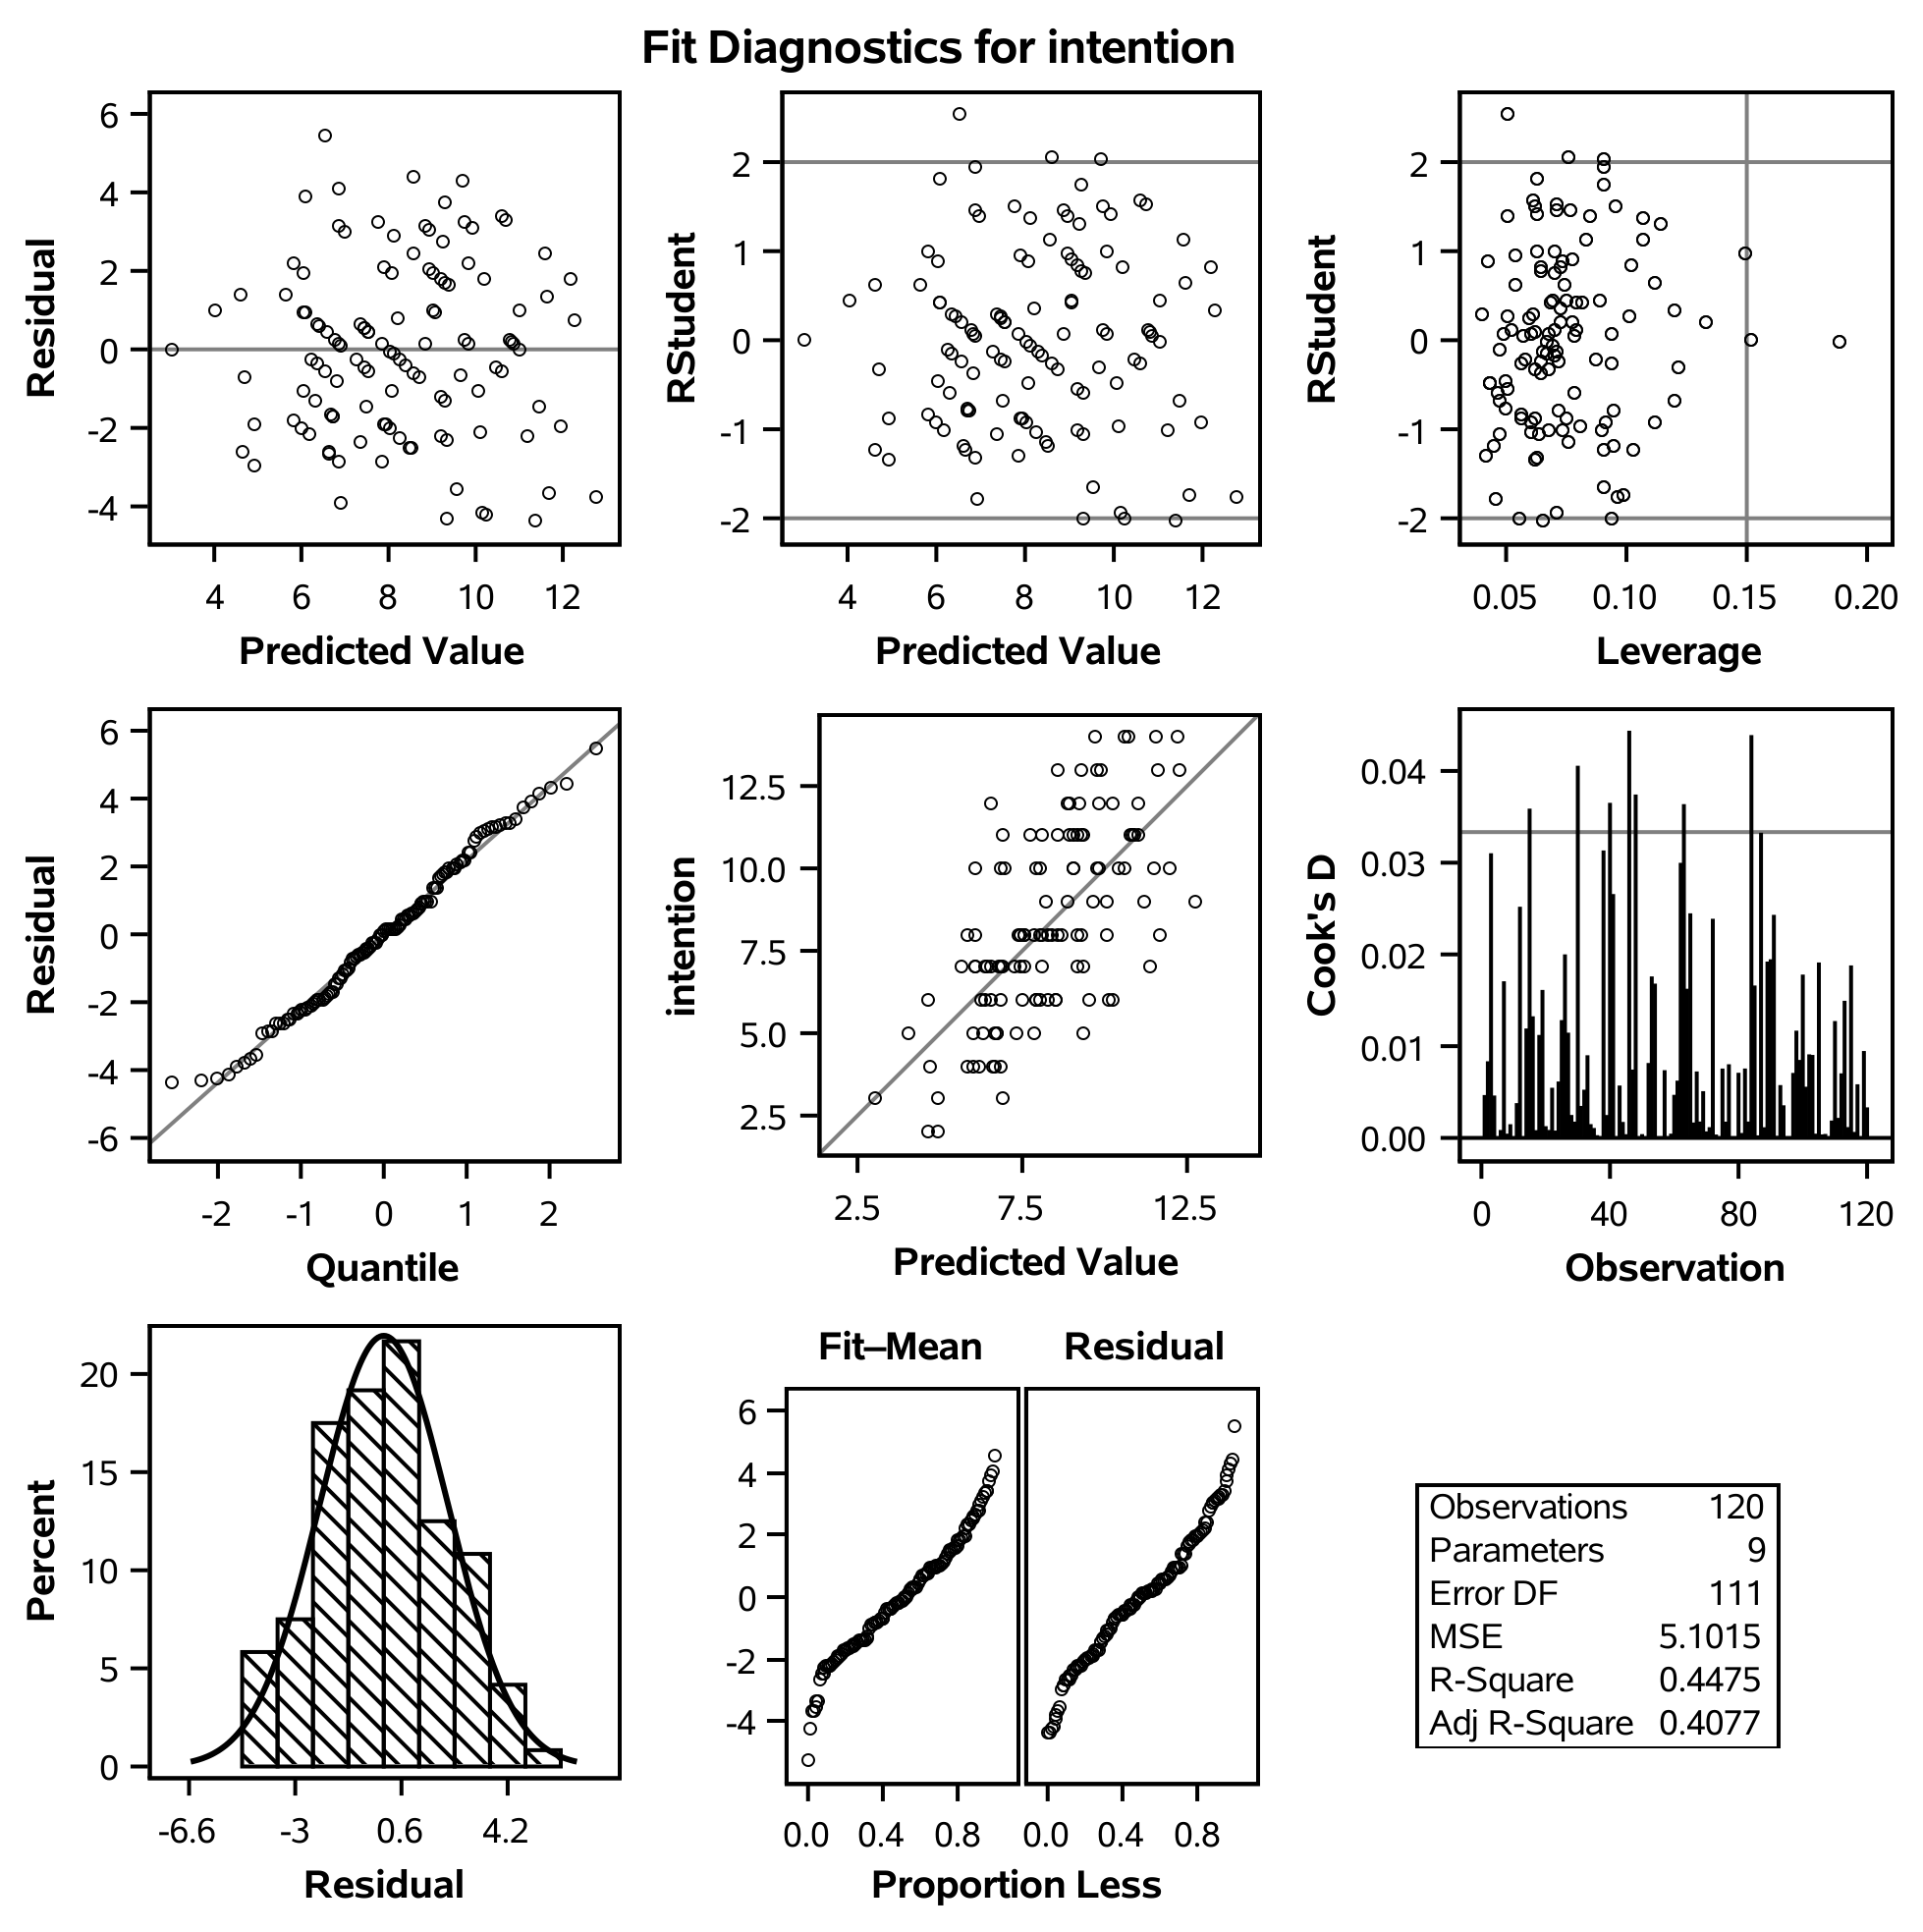 Fit Diagnostics for intention
Residual
6
4
2
0
-2
-4
4 6 8 10 12
Predicted Value
RStudent
2
1
0
-1
-2
4 6 8 10 12
Predicted Value
RStudent
2
1
0
-1
-2
0.05 0.10 0.15 0.20
Leverage
Residual
6
4
2
0
-2
-4
-6
-2 -1 0 1 2
Quantile
intention
12.5
10.0
7.5
5.0
2.5
2.5 7.5 12.5
Predicted Value
Cook's D
0.04
0.03
0.02
0.01
0.00
0 40 80 120
Observation
Percent
20
15
10
5
0
-6.6 -3 0.6 4.2
Residual
Fit–Mean Residual
6
4
2
0
-2
-4
0.0 0.4 0.8 0.0 0.4 0.8
Proportion Less
Observations 120
Parameters 9
Error DF 111
MSE 5.1015
R-Square 0.4475
Adj R-Square 0.4077